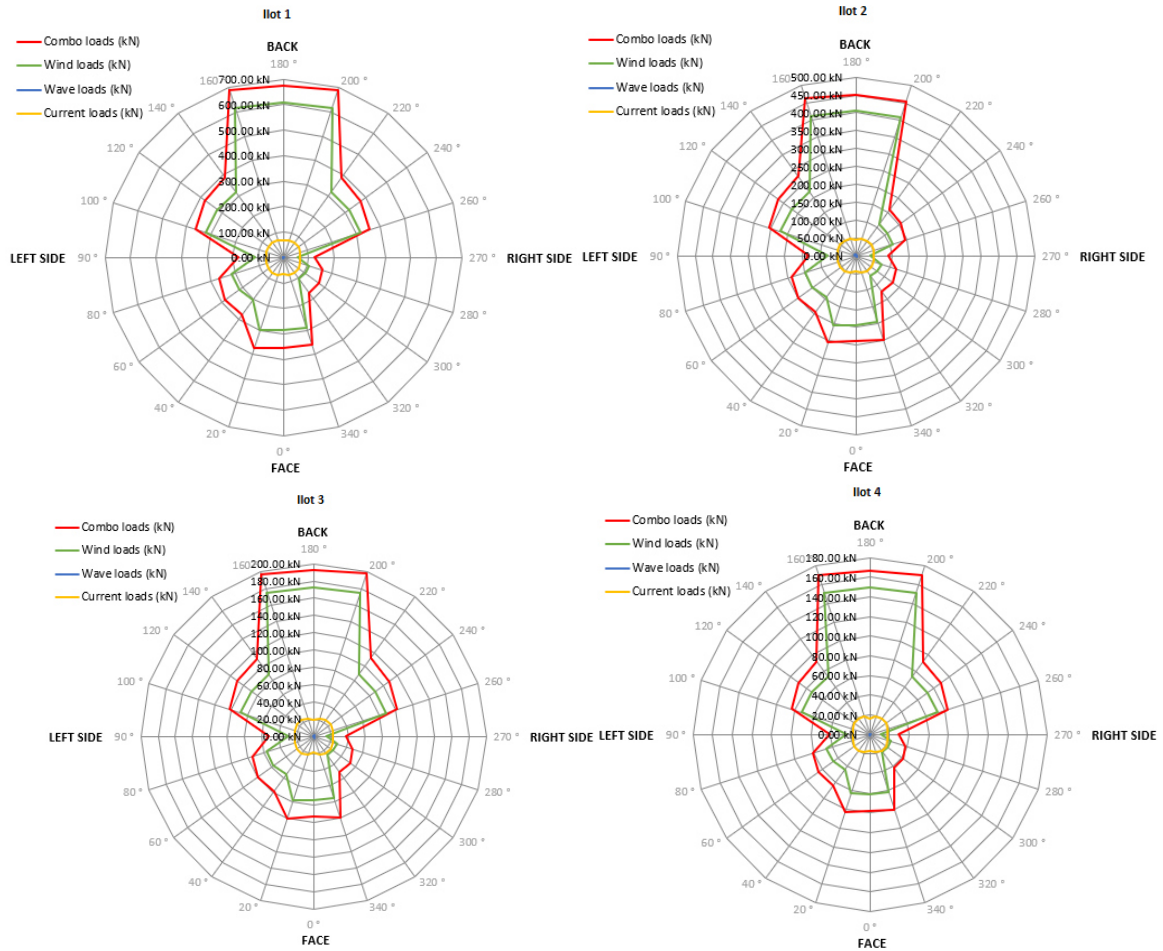 Ilot 1
Combo loads (kN)
Wind loads (kN)
Wave loads (kN)
Current loads (kN)
BACK
180 °
160
200 °
140 °
220 °
120 °
240 °
100 °
260 °
LEFT SIDE
90 °
270 °
RIGHT SIDE
80 °
280 °
60 °
300 °
40 °
320 °
20 °
340 °
0°
FACE
700.00 kN
600.00 kN
500.00 kN
400.00 kN
300.00 kN
200.00 kN
100.00 kN
0.00 kN
Ilot 2
Combo loads (kN)
Wind loads (kN)
Wave loads (kN)
Current loads (kN)
BACK
180 °
160
200 °
140 °
220 °
120 °
240 °
100 °
260 °
LEFT SIDE
90 °
270 °
RIGHT SIDE
80 °
280 °
60 °
300 °
40 °
320 °
20 °
340 °
0°
FACE
500.00 kN
450.00 kN
400.00 kN
350.00 kN
300.00 kN
250.00 kN
200.00 kN
150.00 kN
100.00 kN
50.00 kN
0.00 kN
Ilot 3
Combo loads (kN)
Wind loads (kN)
Wave loads (kN)
Current loads (kN)
BACK
180 °
160
200 °
140 °
220 °
120 °
240 °
100 °
260 °
LEFT SIDE
90 °
270 °
RIGHT SIDE
80 °
280 °
60 °
300 °
40 °
320 °
20 °
340 °
0°
FACE
200.00 kN
180.00 kN
160.00 kN
140.00 kN
120.00 kN
100.00 kN
80.00 kN
60.00 kN
40.00 kN
20.00 kN
0.00 kN
Ilot 4
Combo loads (kN)
Wind loads (kN)
Wave loads (kN)
Current loads (kN)
BACK
180 °
160
200 °
140 °
220 °
120 °
240 °
100 °
260 °
LEFT SIDE
90 °
270 °
RIGHT SIDE
80 °
280 °
60 °
300 °
40 °
320 °
20 °
340 °
0°
FACE
180.00 kN
160.00 kN
140.00 kN
120.00 kN
100.00 kN
80.00 kN
60.00 kN
40.00 kN
20.00 kN
0.00 kN